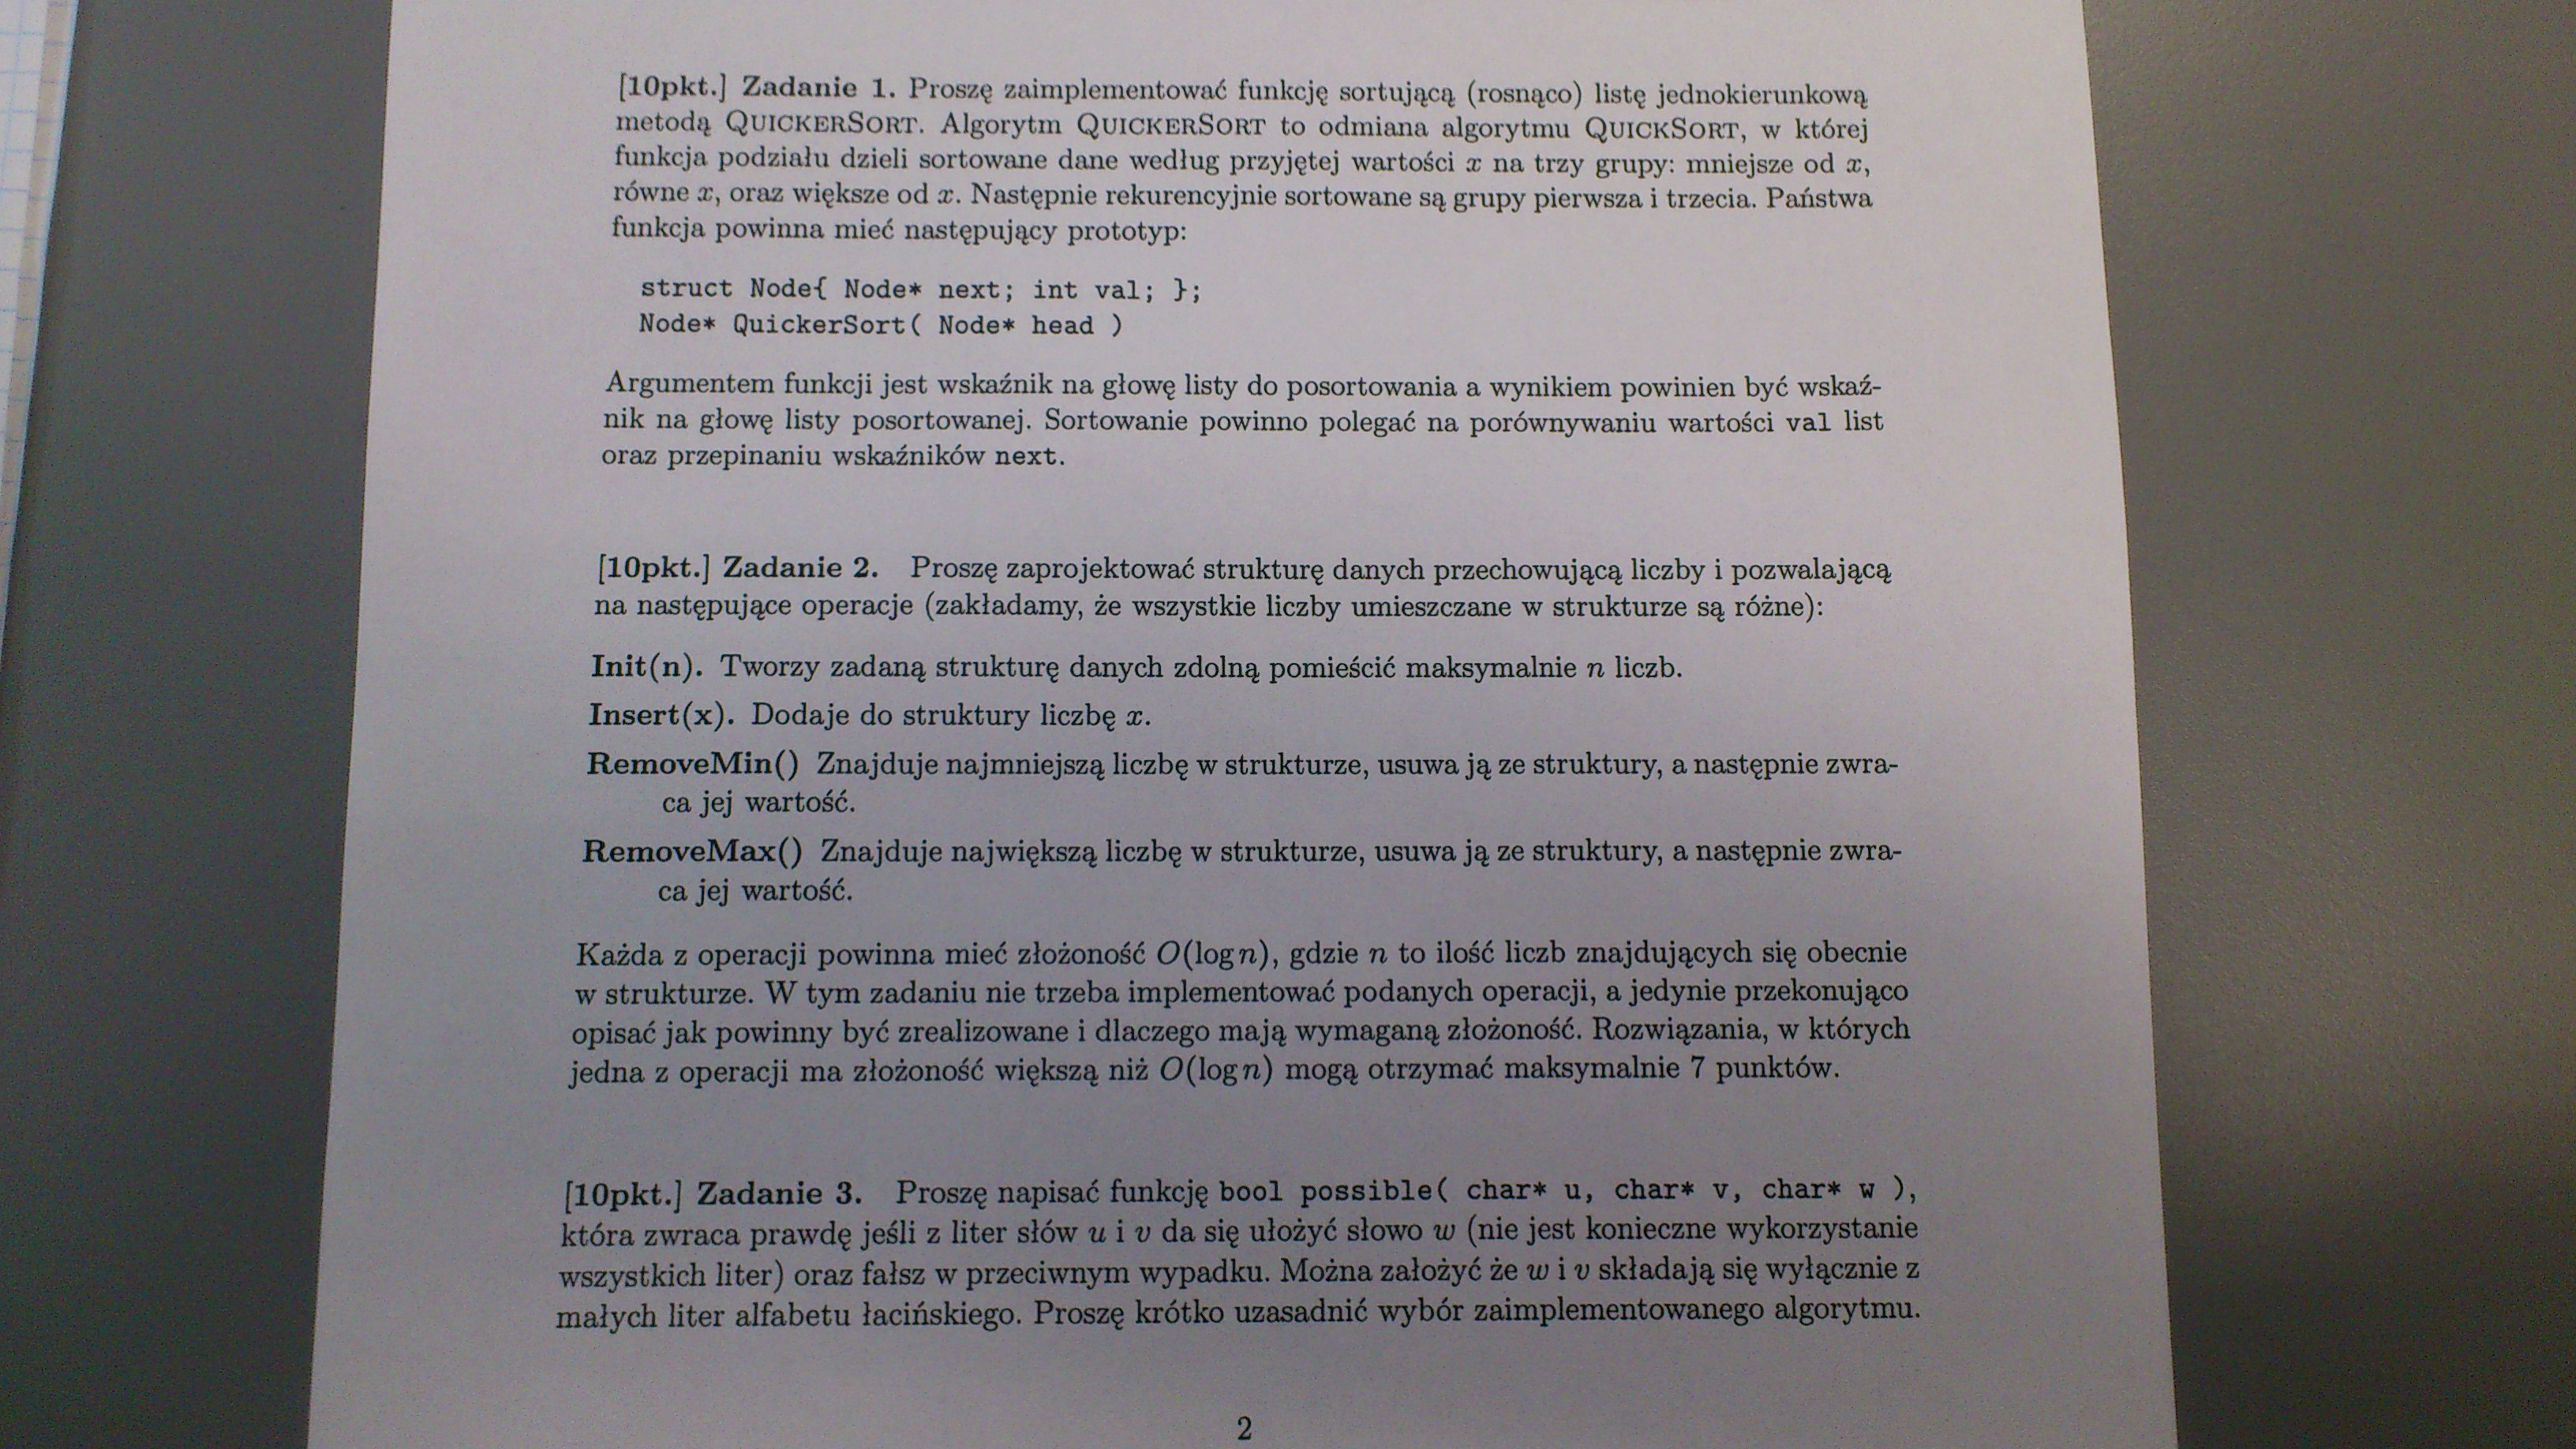 [10pkt.] Zadanie 1. Proszę zaimplementować funkcję sortującą (rosnąco) listę jednokierunkową
metodą QUICKERSORT. Algorytm QUICKERSORT to odmiana algorytmu QUICKSORT, w której
funkcja podziału dzieli sortowane dane według przyjętej wartości x na trzy grupy: mniejsze od x,
równe x, oraz większe od x. Następnie rekurencyjnie sortowane są grupy pierwsza i trzecia. Państwa
funkcja powinna mieć następujący prototyp:
struct Node{ Node* next; int val; };
Node* QuickerSort( Node* head )
Argumentem funkcji jest wskaźnik na głowę listy do posortowania a wynikiem powinien być wskaź-
nik na głowę listy posortowanej. Sortowanie powinno polegać na porównywaniu wartości val list
oraz przepinaniu wskaźników next.
[10pkt.] Zadanie 2. Proszę zaprojektować strukturę danych przechowującą liczby i pozwalającą
na następujące operacje (zakładamy, że wszystkie liczby umieszczane w strukturze są różne):
Init(n). Tworzy zadaną strukturę danych zdolną pomieścić maksymalnie n liczb.
Insert(x). Dodaje do struktury liczbę x.
RemoveMin() Znajduje najmniejszą liczbę w strukturze, usuwa ją ze struktury, a następnie zwra-
ca jej wartość.
RemoveMax() Znajduje największą liczbę w strukturze, usuwa ją ze struktury, a następnie zwra-
ca jej wartość.
Każda z operacji powinna mieć złożoność O(log n), gdzie n to ilość liczb znajdujących się obecnie
w strukturze. W tym zadaniu nie trzeba implementować podanych operacji, a jedynie przekonująco
opisać jak powinny być zrealizowane i dlaczego mają wymaganą złożoność. Rozwiązania, w których
jedna z operacji ma złożoność większą niż O(log n) mogą otrzymać maksymalnie 7 punktów.
[10pkt.] Zadanie 3. Proszę napisać funkcję bool possible( char* u, char* v, char* w ),
która zwraca prawdę jeśli z liter słów u i v da się ułożyć słowo w (nie jest konieczne wykorzystanie
wszystkich liter) oraz fałsz w przeciwnym wypadku. Można założyć że w i v składają się wyłącznie z
małych liter alfabetu łacińskiego. Proszę krótko uzasadnić wybór zaimplementowanego algorytmu.
2